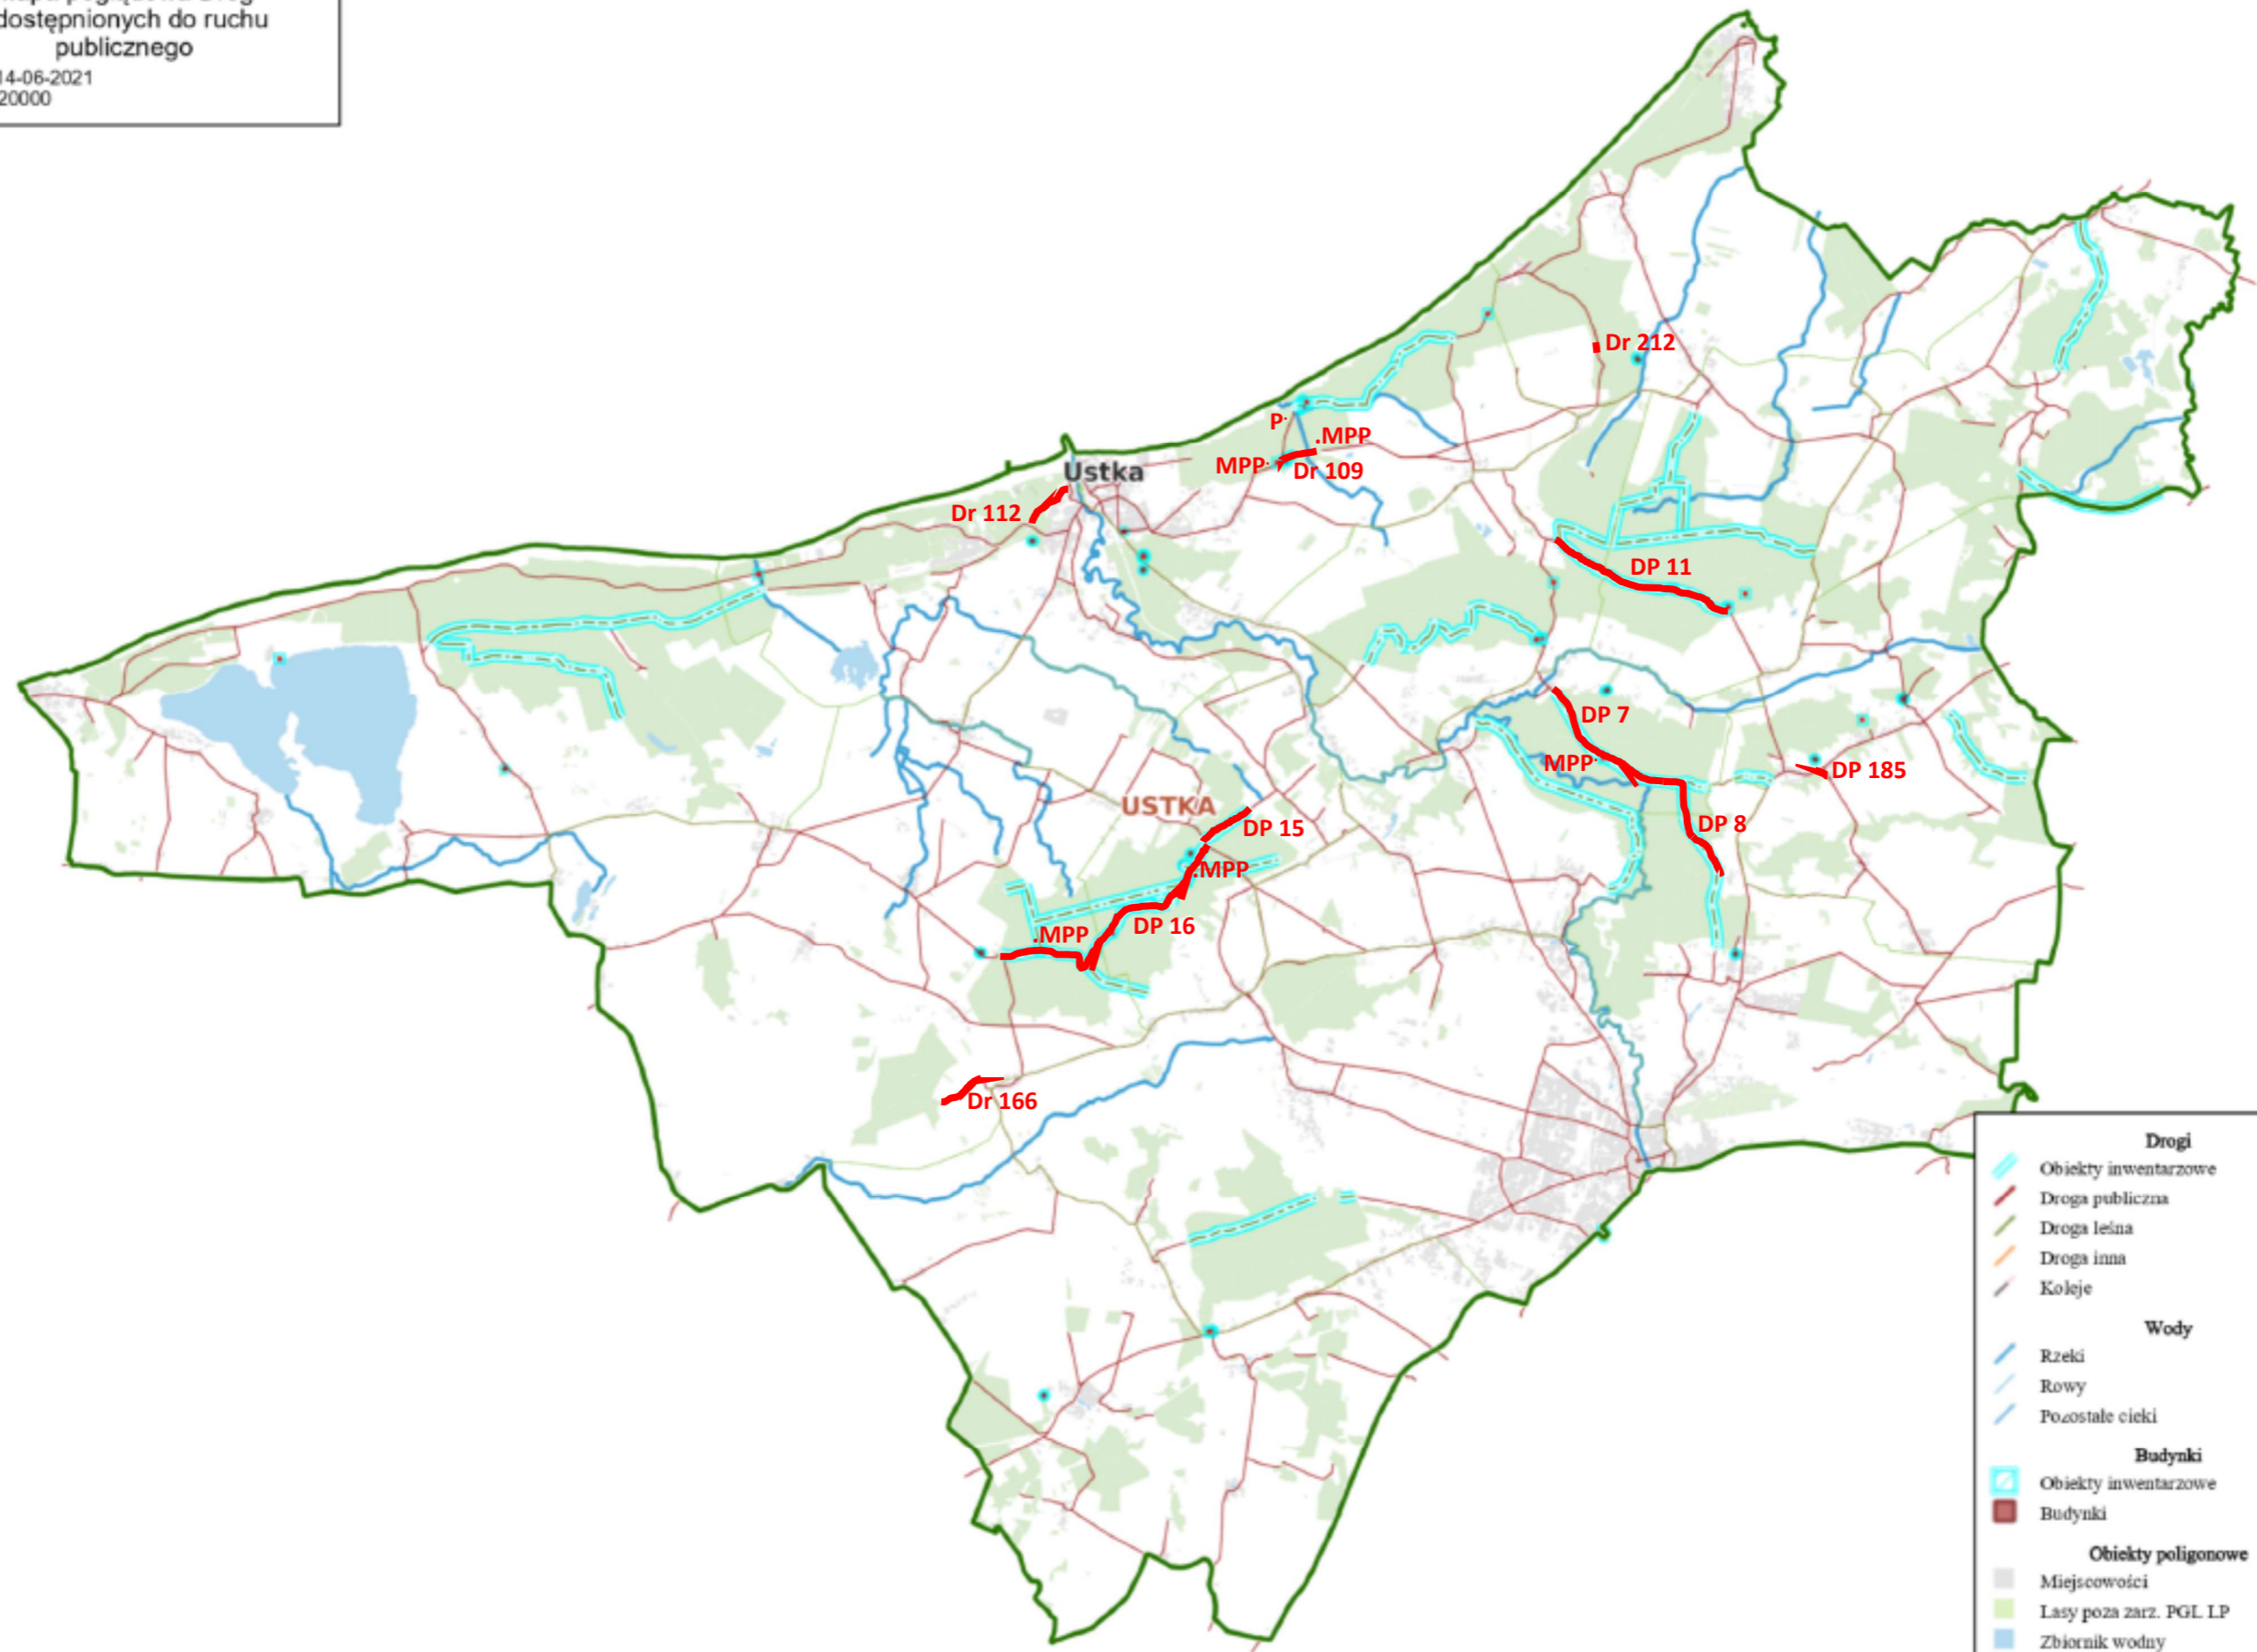 dostępnionych do ruchu
publicznego
14-06-2021
20000
Dr 212
P.
.MPP
MPP.
Dr 109
Ustka
Dr 112
DP 11
DP 7
MPP.
DP 185
USTKA
DP 15
DP 8
.MPP
DP 16
.MPP
Dr 166
Drogi
Obiekty inwentarzowe
Droga publiczna
Droga leśna
Droga inna
Koleje
Wody
Rzeki
Rowy
Pozostałe cieki
Budynki
Obiekty inwentarzowe
Budynki
Obiekty poligonowe
Miejscowości
Lasy poza zarz. PGL LP
Zbiornik wodny